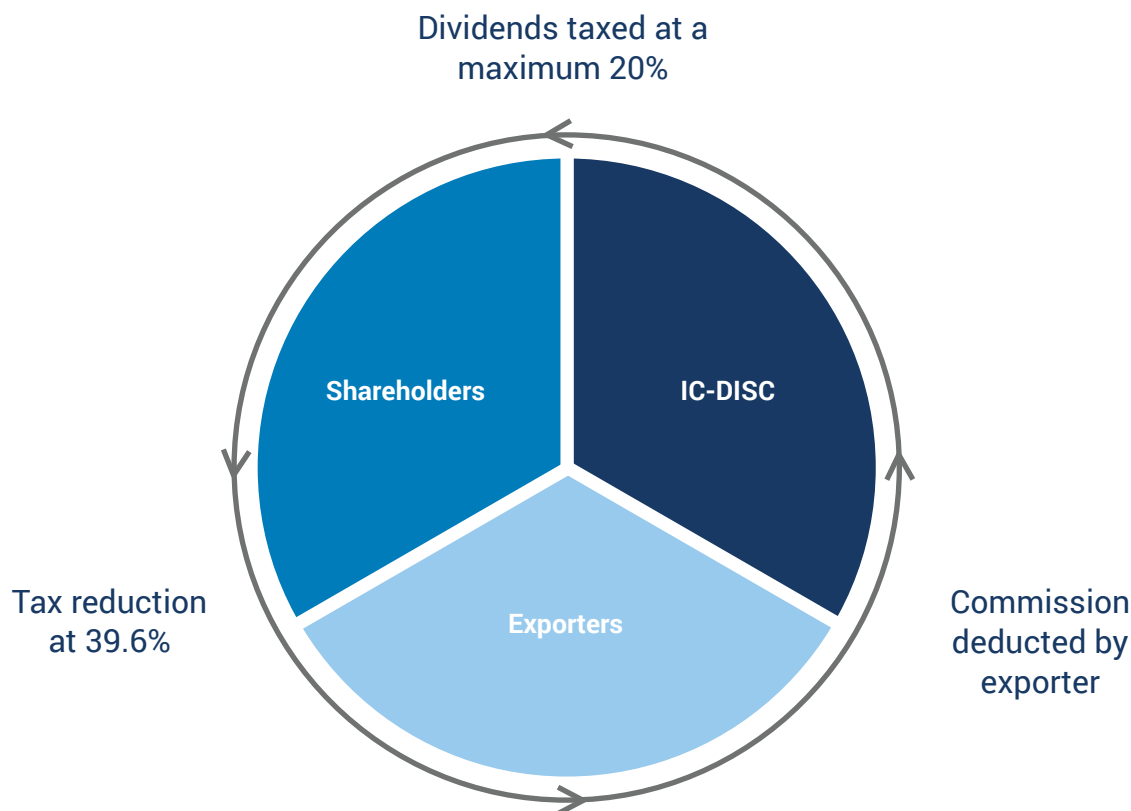 Dividends taxed at a
maximum 20%
Shareholders
IC-DISC
Tax reduction
at 39.6%
Exporters
Commission
deducted by
exporter